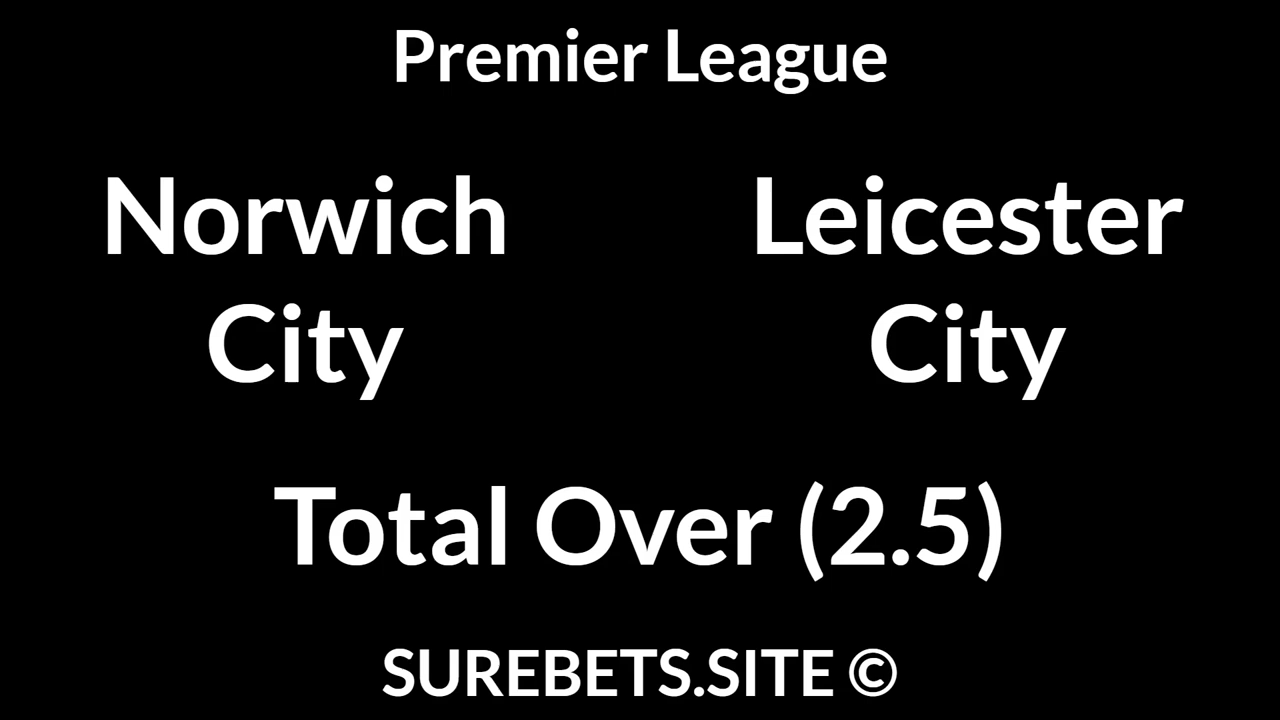 Premier League
Norwich
City
Leicester
City
Total Over (2.5)
SUREBETS.SITE ©